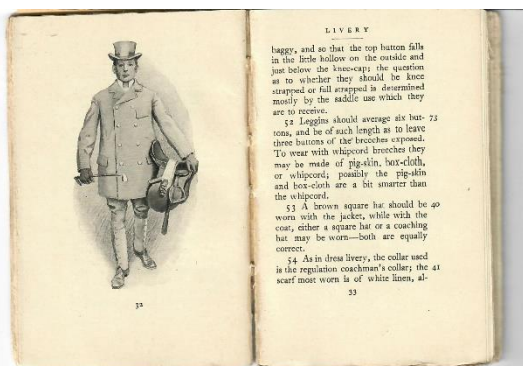 32
LIVERY
baggy, and so that the top button falls
in the little hollow on the outside and
just below the knee-cap; the question
as to whether they should be knee
strapped or full strapped is determined
mostly by the saddle use which they
are to receive.
52 Leggins should average six but- 73
tons, and be of such length as to leave
three buttons of the breeches exposed.
To wear with whipcord breeches they
may be made of pig-skin, box-cloth,
or whipcord; possibly the pig-skin
and box-cloth are a bit smarter than
the whipcord.
53 A brown square hat should be 40
worn with the jacket, while with the
coat, either a square hat or a coaching
hat may be worn—both are equally
correct.
54 As in dress livery, the collar used
is the regulation coachman's collar; the 41
scarf most worn is of white linen, al-
33